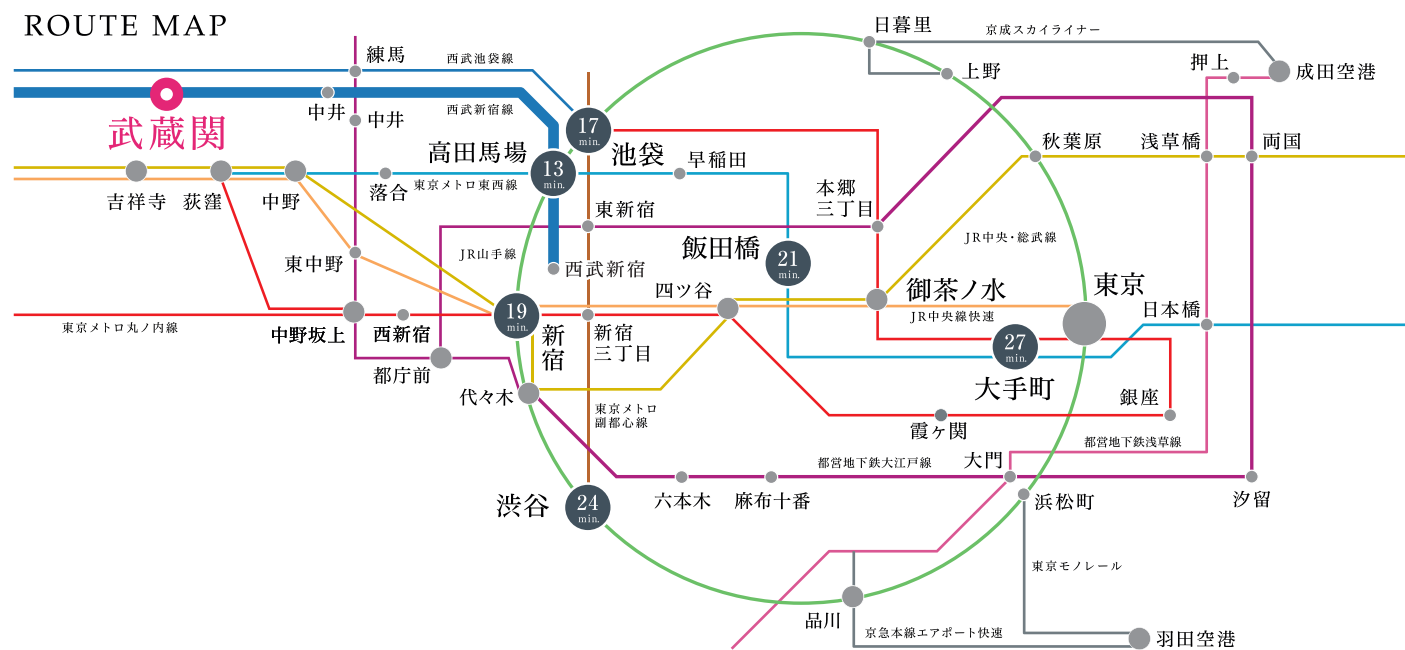 ROUTE MAP
日暮里
京成スカイライナー
練馬
西武池袋線
上野
押上
成田空港
中井
中井
西武新宿線
武蔵関
17
min.
池袋
高田馬場
13
min.
早稲田
秋葉原
浅草橋
両国
吉祥寺
荻窪
中野
落合
東京メトロ東西線
本郷
三丁目
東新宿
JR山手線
飯田橋
21
min.
JR中央・総武線
東中野
西武新宿
四ツ谷
御茶ノ水
JR中央線快速
東京
日本橋
東京メトロ丸ノ内線
中野坂上
西新宿
19
min.
新
宿
新宿
三丁目
27
min.
大手町
都庁前
代々木
東京メトロ
副都心線
銀座
霞ヶ関
都営地下鉄浅草線
都営地下鉄大江戸線
大門
渋谷
24
min.
六本木
麻布十番
浜松町
汐留
東京モノレール
品川
京急本線エアポート快速
羽田空港